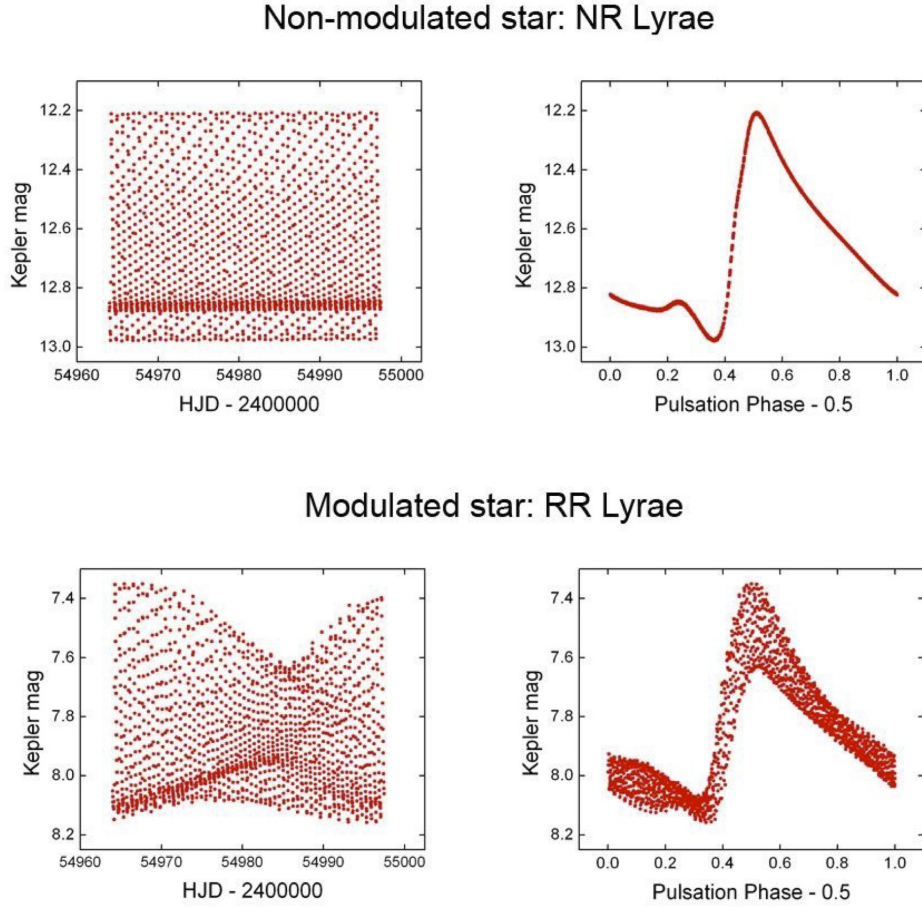 Non-modulated star: NR Lyrae
Kepler mag
12.2
12.4
12.6
12.8
13.0
54960 54970 54980 54990 55000
HJD - 2400000
Kepler mag
12.2
12.4
12.6
12.8
13.0
0.0 0.2 0.4 0.6 0.8 1.0
Pulsation Phase - 0.5
Modulated star: RR Lyrae
Kepler mag
7.4
7.6
7.8
8.0
8.2
54960 54970 54980 54990 55000
HJD - 2400000
Kepler mag
7.4
7.6
7.8
8.0
8.2
0.0 0.2 0.4 0.6 0.8 1.0
Pulsation Phase - 0.5